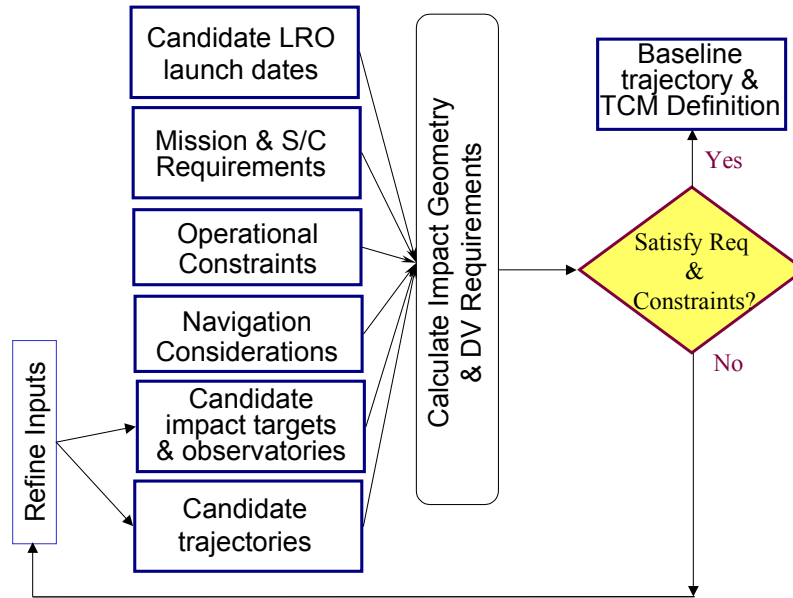 Candidate LRO
launch dates
Mission & S/C
Requirements
Operational
Constraints
Navigation
Considerations
Candidate
impact targets
& observatories
Candidate
trajectories
Refine Inputs
Calculate Impact Geometry
& DV Requirements
Baseline
trajectory &
TCM Definition
Yes
Satisfy Req
&
Constraints?
No